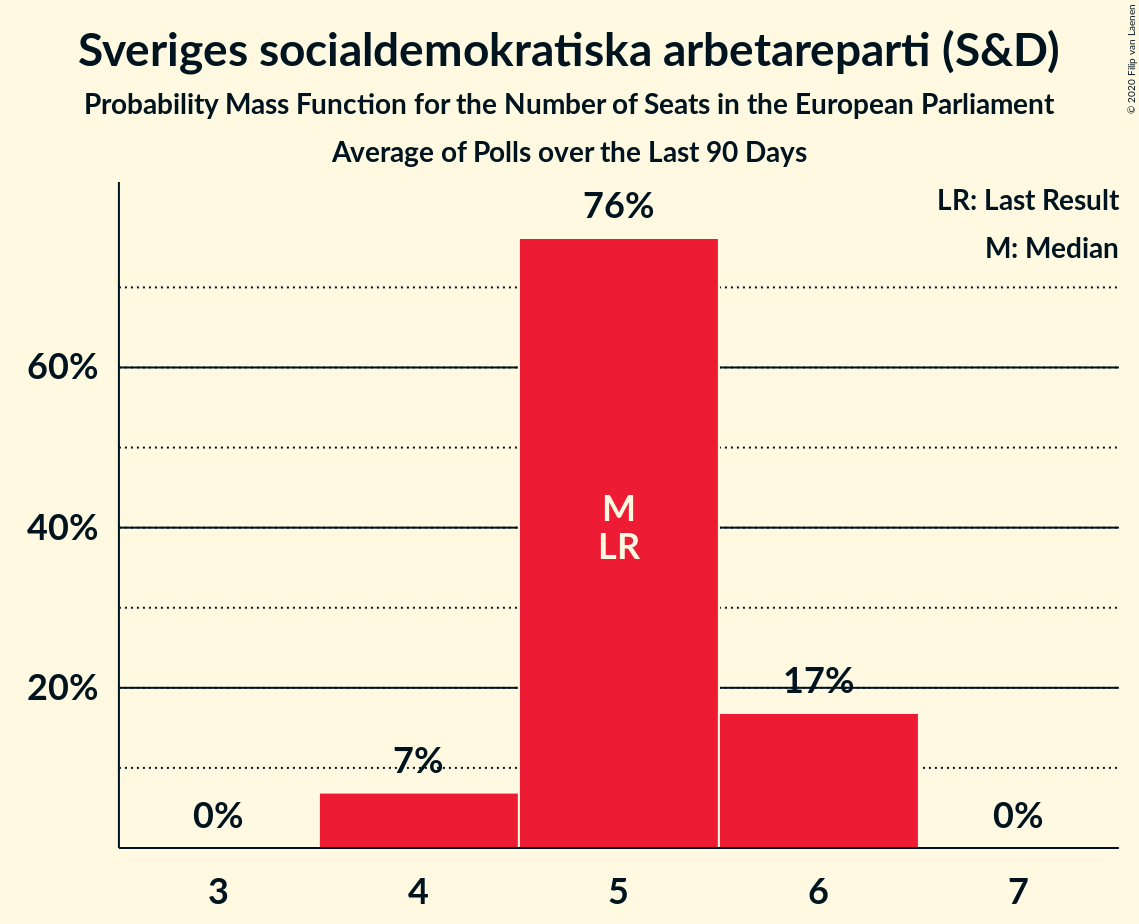 Sveriges socialdemokratiska arbetareparti (S&D)
Probability Mass Function for the Number of Seats in the European Parliament
Average of Polls over the Last 90 Days
© 2020 Filip van Laenen
LR: Last Result
M: Median
76%
60%
M
40%
LR
17%
20%
7%
0%
0%
3 4 5 6 7